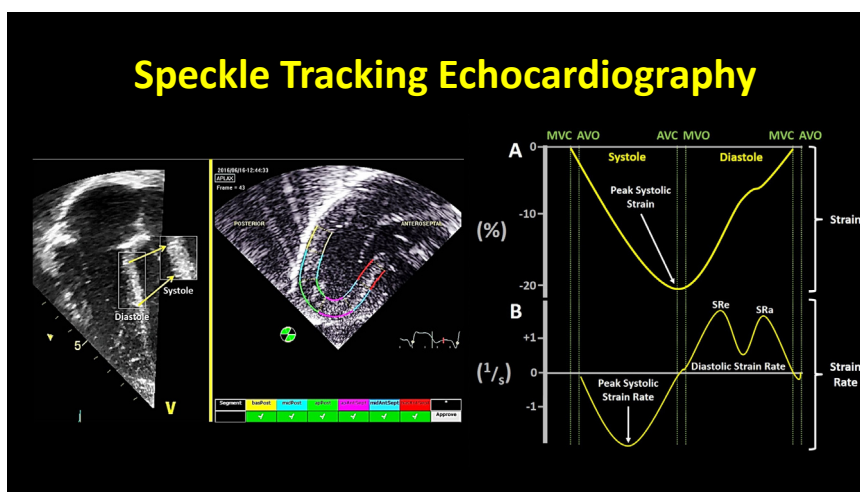 Speckle Tracking Echocardiography
Systole
Diastole
5
V
2016/06/16-12:44:33
APLAX
Frame = 43
POSTERIOR
ANTEROSEPTAL
Segment
basPost
midPost
apPost
midAntSept
Approve
MVC AVO AVC MVO MVC AVO
A
0
Systole
Diastole
Peak Systolic
Strain
-10
(%)
-20
Strain
B
SRe
SRa
+1
(1/s)
0
Diastolic Strain Rate
Strain
Rate
Peak Systolic
Strain Rate
-1